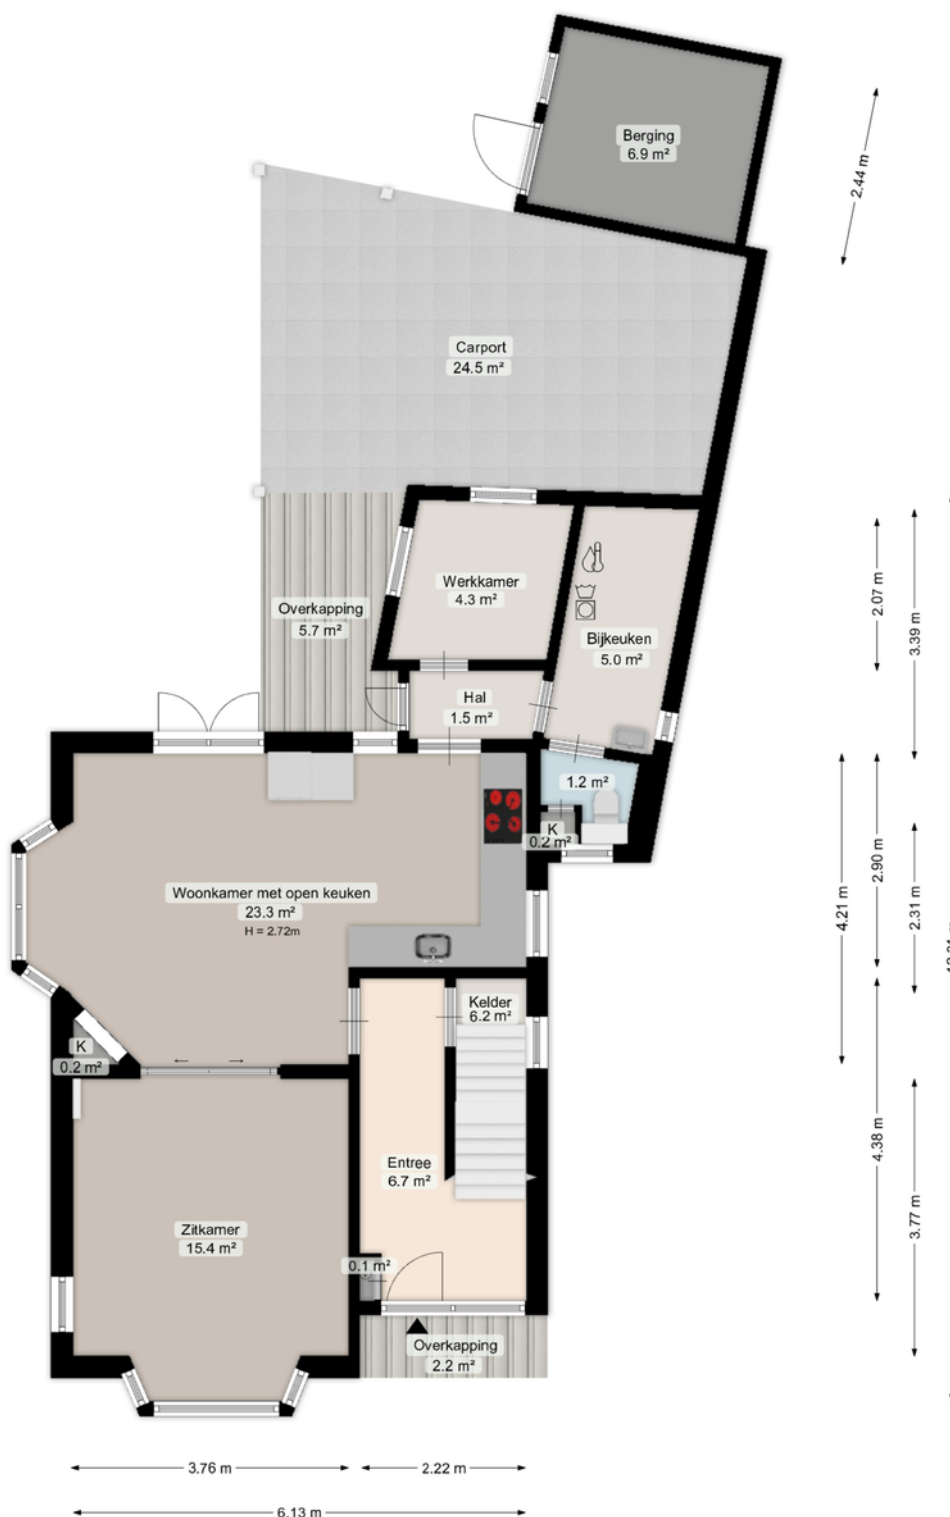 Berging
6.9 m²
2.44 m
Carport
24.5 m²
Werkkamer
4.3 m²
Overkapping
5.7 m²
Bijkeuken
5.0 m²
2.07 m
3.39 m
Hal
1.5 m²
1.2 m²
K
0.2 m²
Woonkamer met open keuken
23.3 m²
H = 2.72m
4.21 m
2.90 m
2.31 m
Kelder
6.2 m²
K
0.2 m²
Entree
6.7 m²
4.38 m
3.77 m
Zitkamer
15.4 m²
0.1 m²
Overkapping
2.2 m²
3.76 m
2.22 m
6.13 m